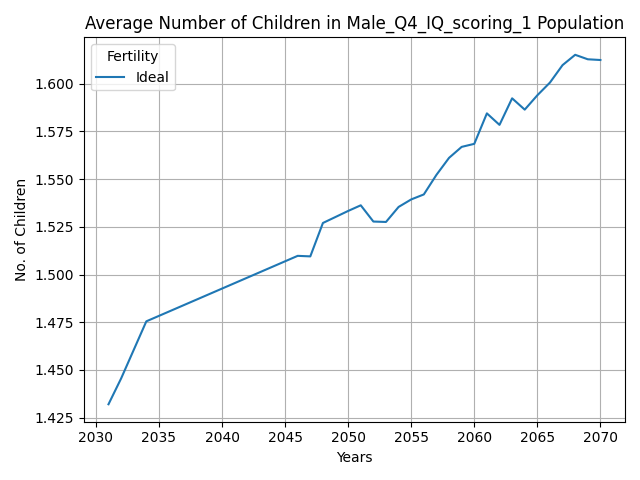 Average Number of Children in Male_Q4_IQ_scoring_1 Population
Fertility
Ideal
1.600
1.575
1.550
1.525
1.500
1.475
1.450
1.425
No. of Children
2030 2035 2040 2045 2050 2055 2060 2065 2070
Years